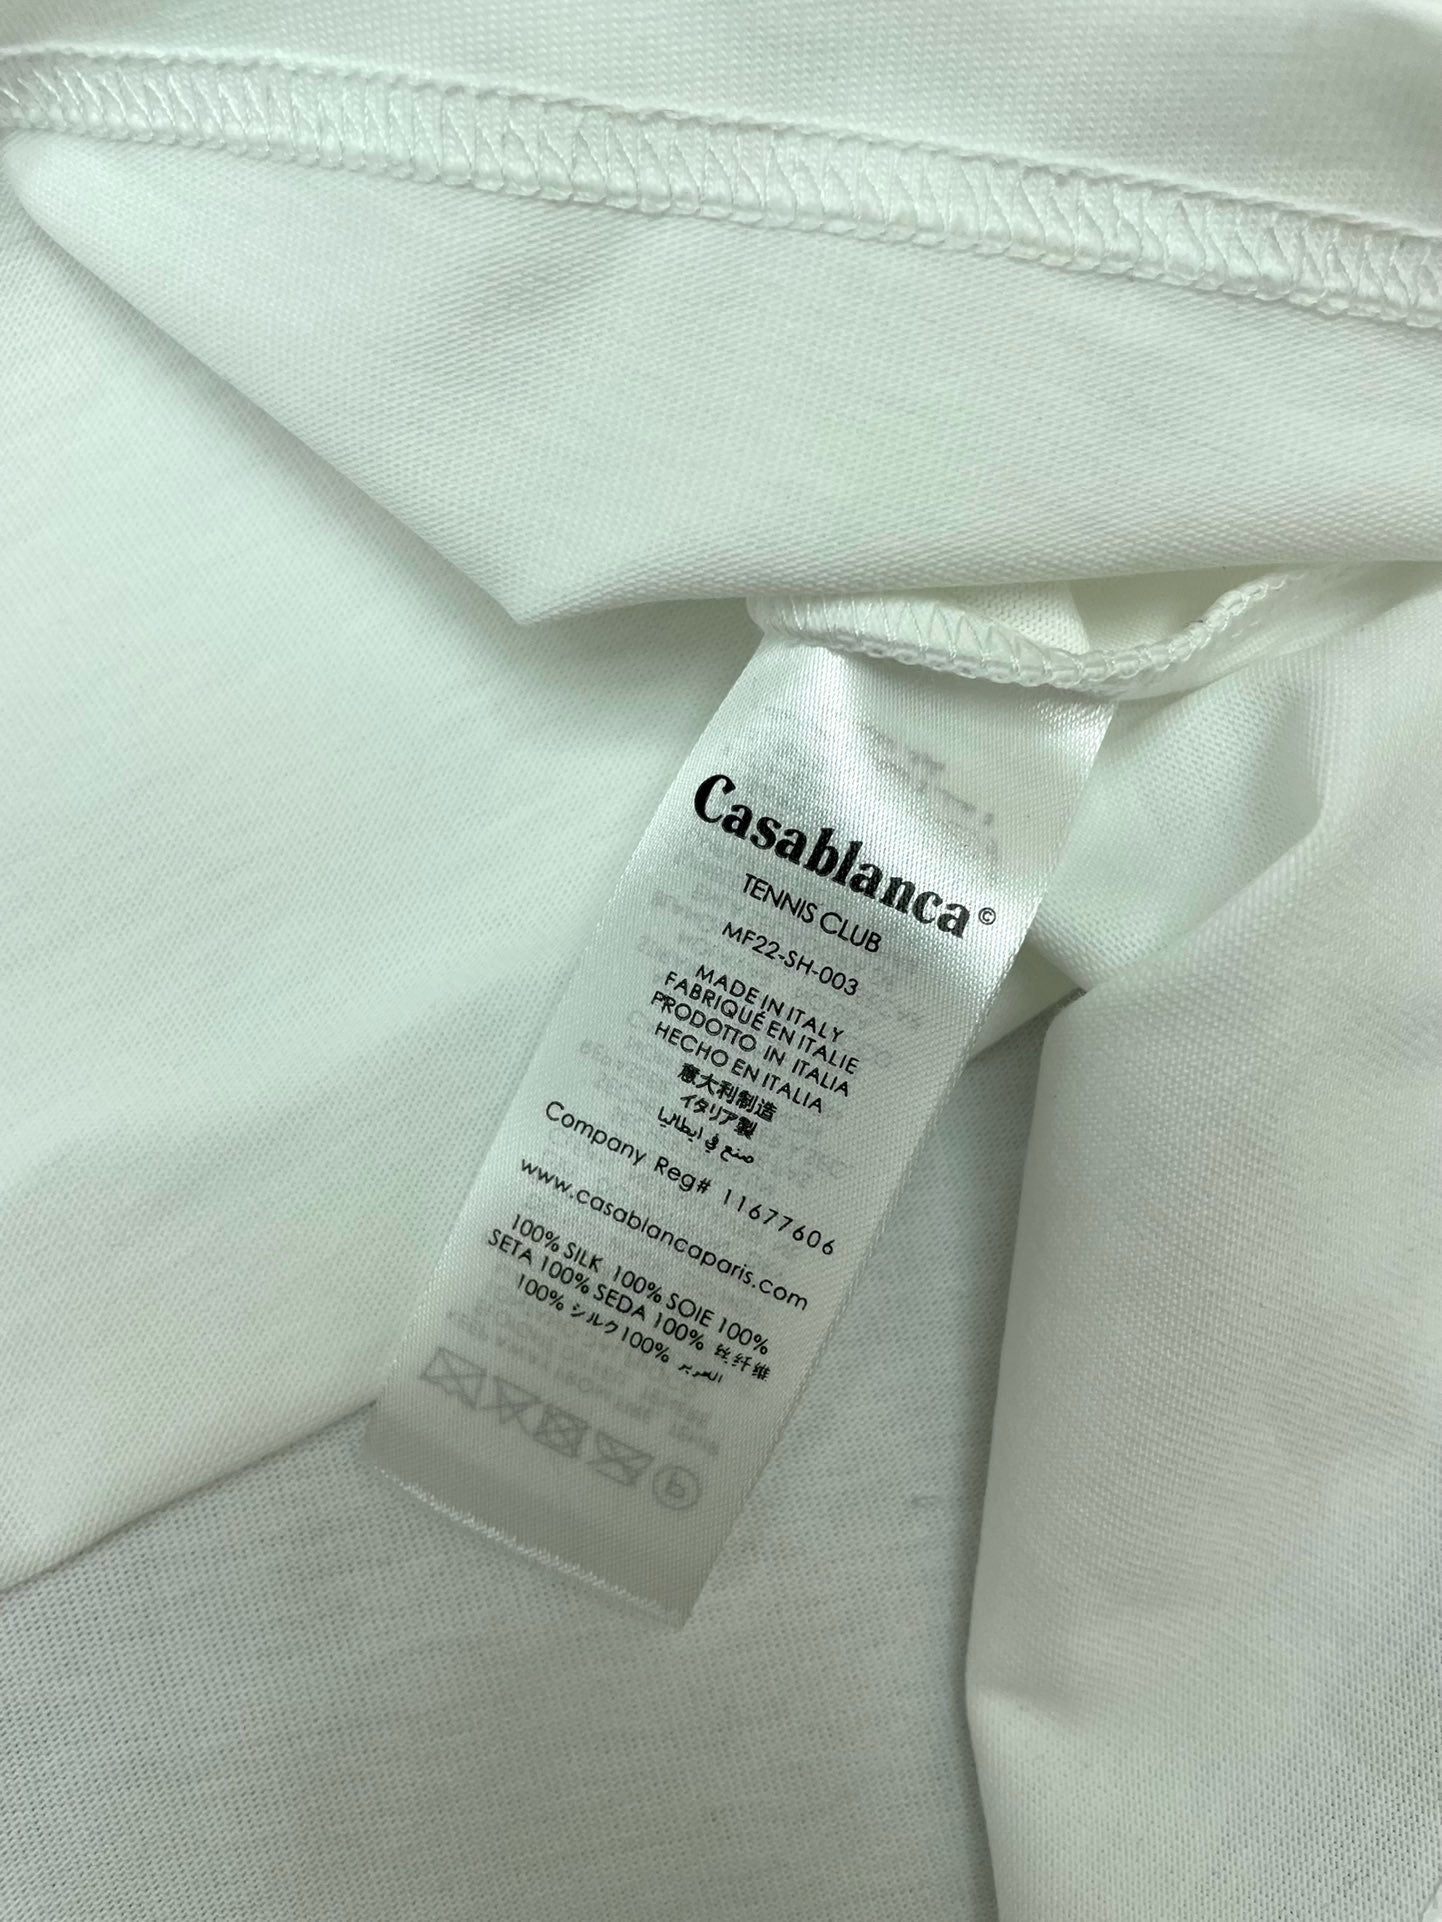 Casablanca©
TENNIS CLUB
MF22-SH-003
MADE IN ITALY
FABRIQUÉ EN ITALIE
PRODOTTO IN ITALIA
HECHO EN ITALIA
意大利制造
イタリア製
صنع في ايطاليا
Company Reg# 11677606
www.casablancaparis.com
100% SILK 100% SOIE 100%
SETA 100% SEDA 100% 丝纤维
100% シルク100% الحرير